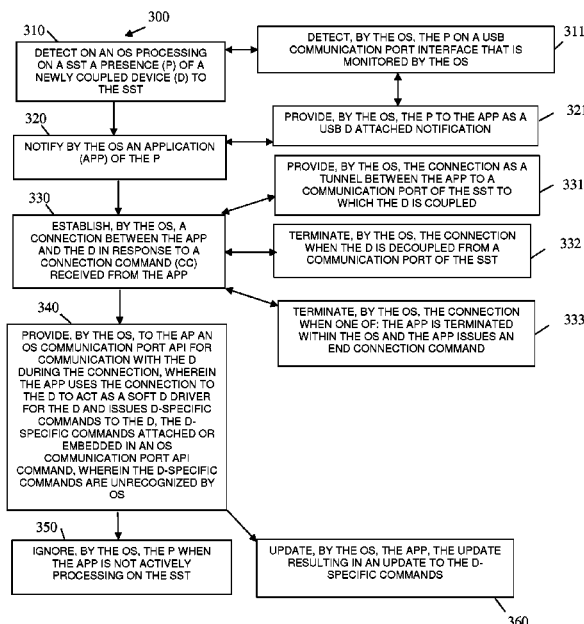 300
310
DETECT ON AN OS PROCESSING
ON A SST A PRESENCE (P) OF A
NEWLY COUPLED DEVICE (D) TO
THE SST
311
DETECT, BY THE OS, THE P ON A USB
COMMUNICATION PORT INTERFACE THAT IS
MONITORED BY THE OS
320
NOTIFY BY THE OS AN APPLICATION
(APP) OF THE P
321
PROVIDE, BY THE OS, THE P TO THE APP AS A
USB D ATTACHED NOTIFICATION
330
ESTABLISH, BY THE OS, A
CONNECTION BETWEEN THE APP
AND THE D IN RESPONSE TO A
CONNECTION COMMAND (CC)
RECEIVED FROM THE APP
331
PROVIDE, BY THE OS, THE CONNECTION AS A
TUNNEL BETWEEN THE APP TO A
COMMUNICATION PORT OF THE SST TO
WHICH THE D IS COUPLED
332
TERMINATE, BY THE OS, THE CONNECTION
WHEN THE D IS DECOUPLED FROM A
COMMUNICATION PORT OF THE SST
333
TERMINATE, BY THE OS, THE CONNECTION
WHEN ONE OF: THE APP IS TERMINATED
WITHIN THE OS AND THE APP ISSUES AN
END CONNECTION COMMAND
340
PROVIDE, BY THE OS, TO THE AP AN
OS COMMUNICATION PORT API FOR
COMMUNICATION WITH THE D
DURING THE CONNECTION, WHEREIN
THE APP USES THE CONNECTION TO
THE D TO ACT AS A SOFT D DRIVER
FOR THE D AND ISSUES D-SPECIFIC
COMMANDS TO THE D, THE D-
SPECIFIC COMMANDS ATTACHED OR
EMBEDDED IN AN OS
COMMUNICATION PORT API
COMMAND, WHEREIN THE D-SPECIFIC
COMMANDS ARE UNRECOGNIZED BY
OS
350
IGNORE, BY THE OS, THE P WHEN
THE APP IS NOT ACTIVELY
PROCESSING ON THE SST
UPDATE, BY THE OS, THE APP, THE UPDATE
RESULTING IN AN UPDATE TO THE D-
SPECIFIC COMMANDS
360